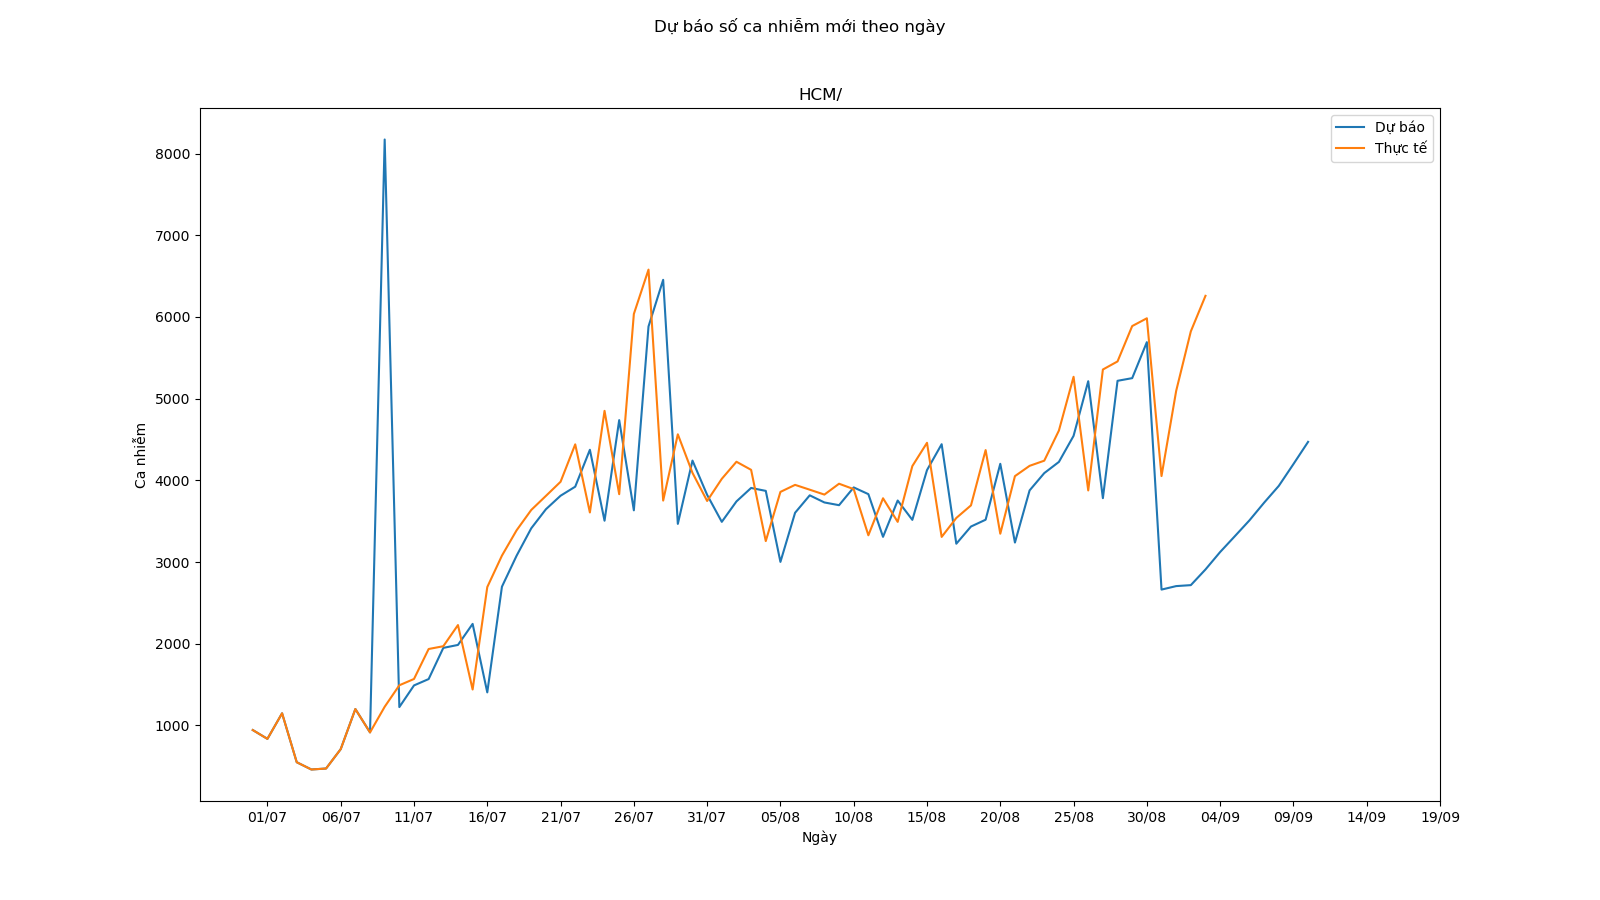 Dự báo số ca nhiễm mới theo ngày
HCM/
Dự báo
Thực tế
8000
7000
6000
5000
4000
3000
2000
1000
Ca nhiễm
01/07 06/07 11/07 16/07 21/07 26/07 31/07 05/08 10/08 15/08 20/08 25/08 30/08 04/09 09/09 14/09 19/09
Ngày